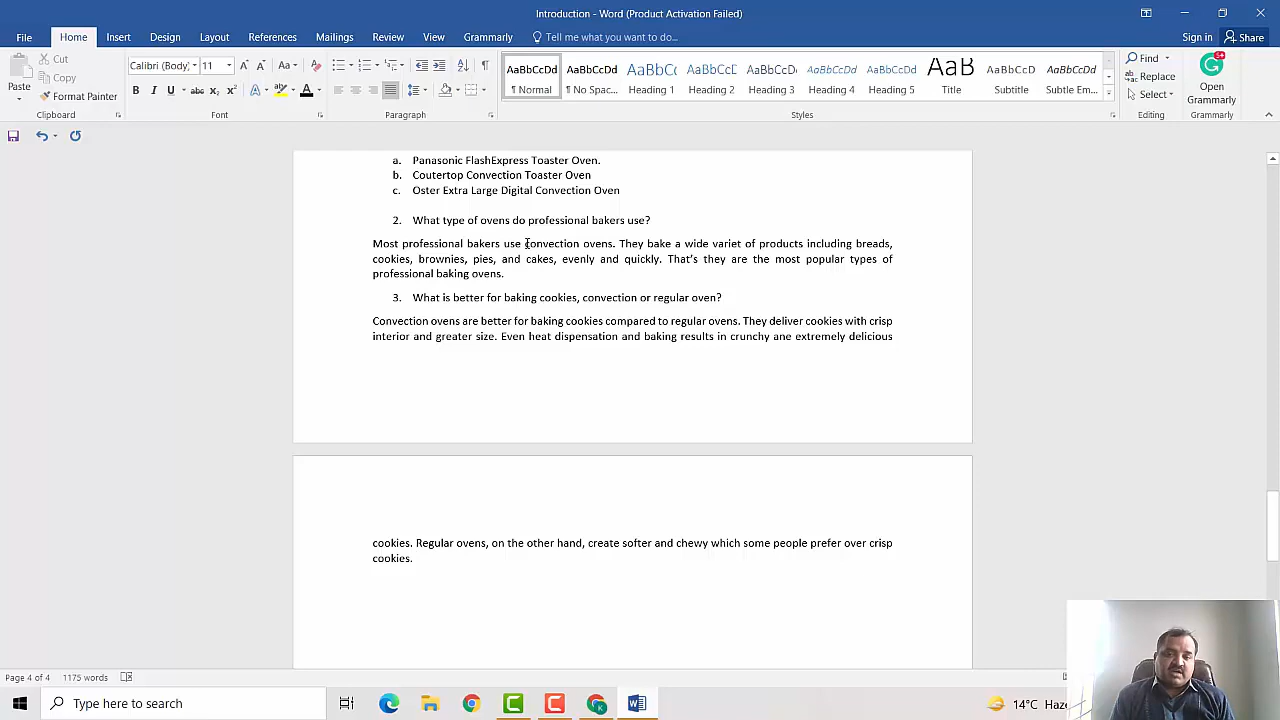 Introduction - Word (Product Activation Failed)
File Home Insert Design Layout References Mailings Review View Grammarly Tell me what you want to do... Sign in Share
Cut
Copy
Paste
Format Painter
Clipboard
Calibri (Body) 11
Font
Paragraph
AaBbCcDd AaBbCcDd AaBbCc AaBbCcD AaBbCcD AaBbCcDd AaBbCcDd AaB AaBbCcD AaBbCcDd
¶ Normal ¶ No Spac... Heading 1 Heading 2 Heading 3 Heading 4 Heading 5 Title Subtitle Subtle Em...
Styles
Find
Replace
Select
Editing
Open
Grammarly
Grammarly
a. Panasonic FlashExpress Toaster Oven.
b. Coutertop Convection Toaster Oven
c. Oster Extra Large Digital Convection Oven
2. What type of ovens do professional bakers use?
Most professional bakers use convection ovens. They bake a wide variet of products including breads,
cookies, brownies, pies, and cakes, evenly and quickly. That's they are the most popular types of
professional baking ovens.
3. What is better for baking cookies, convection or regular oven?
Convection ovens are better for baking cookies compared to regular ovens. They deliver cookies with crisp
interior and greater size. Even heat dispensation and baking results in crunchy ane extremely delicious
cookies. Regular ovens, on the other hand, create softer and chewy which some people prefer over crisp
cookies.
Page 4 of 4 1175 words
Type here to search
14°C Haze